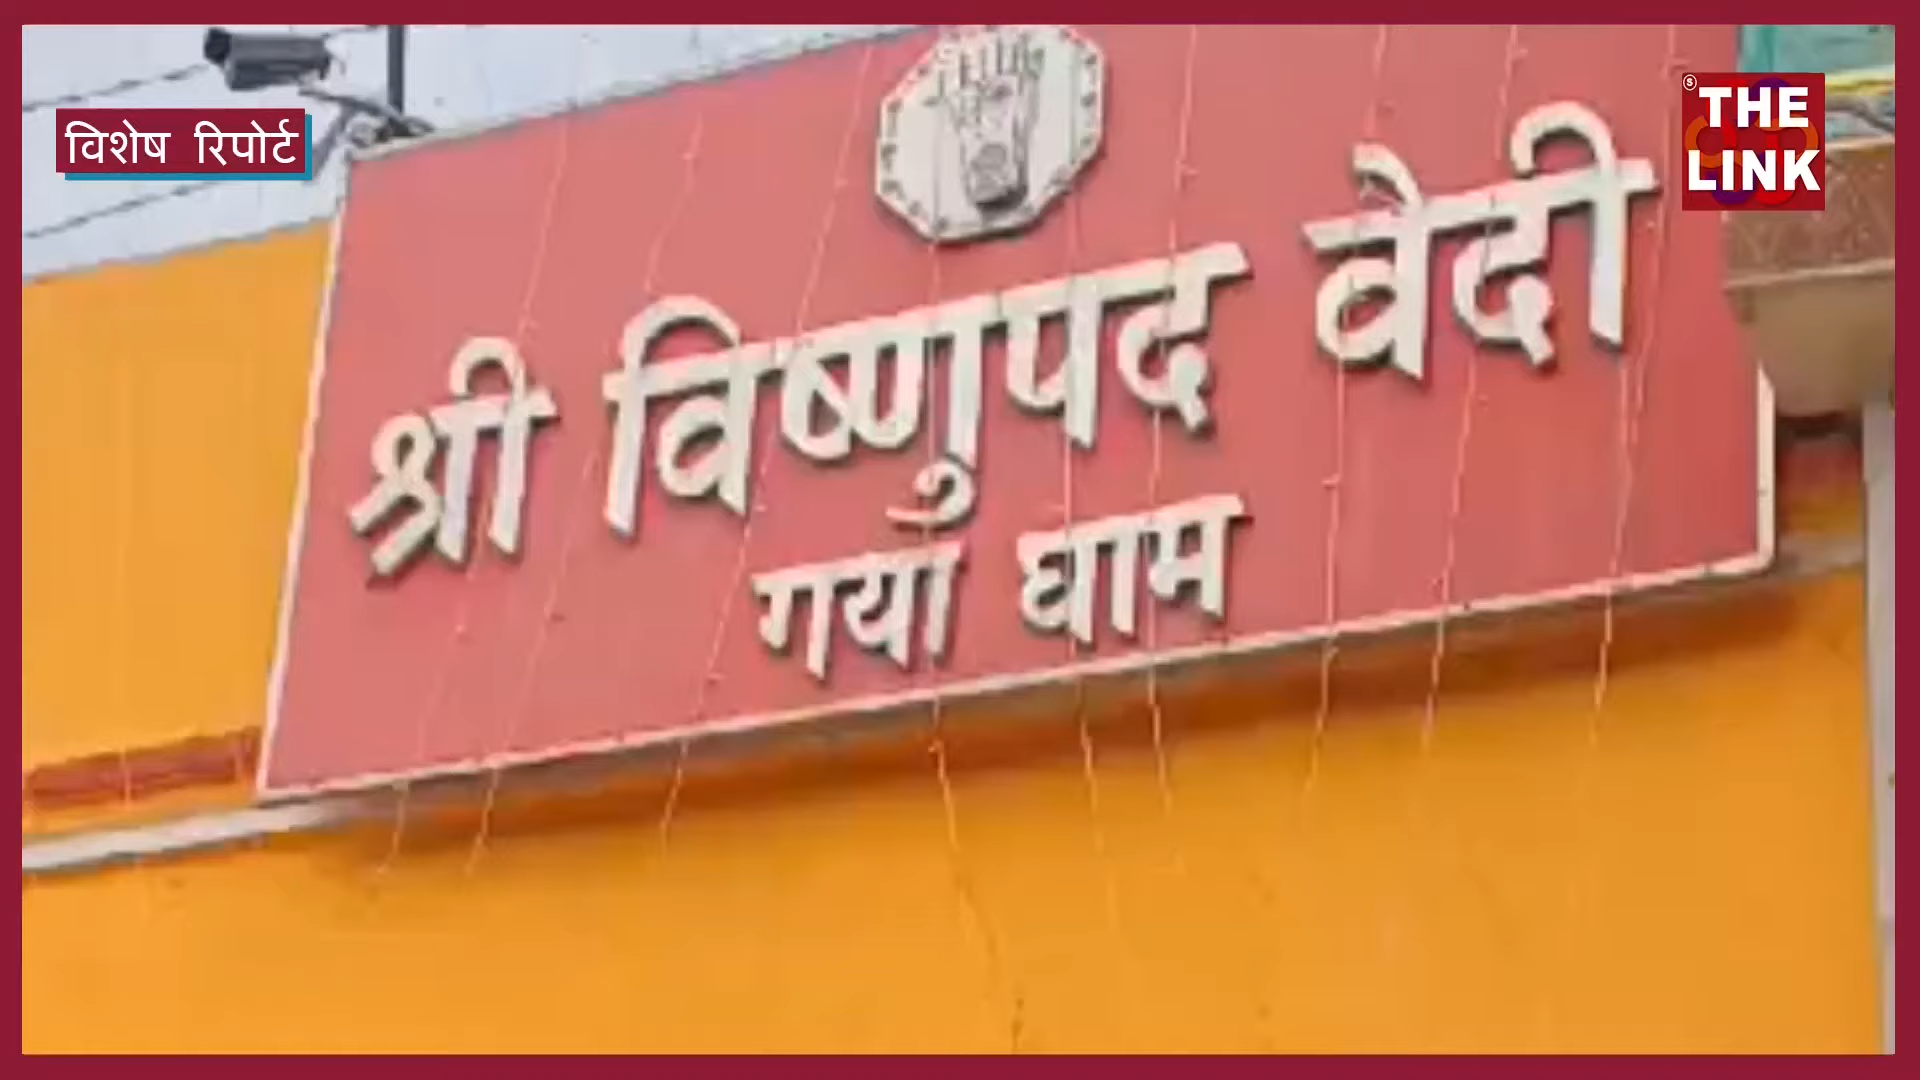 विशेष रिपोर्ट
THE
LINK
श्री विष्णुपद वेदी
गया धाम